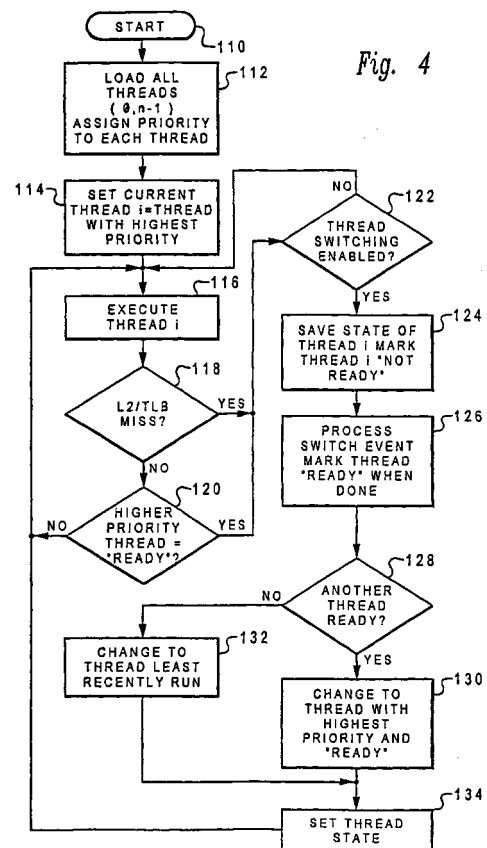 START
110
Fig. 4
LOAD ALL
THREADS
(0,n-1)
ASSIGN PRIORITY
TO EACH THREAD
112
114
SET CURRENT
THREAD i=THREAD
WITH HIGHEST
PRIORITY
116
EXECUTE
THREAD i
118
L2/TLB
MISS?
YES
NO
120
HIGHER
PRIORITY
THREAD =
"READY"?
NO
YES
NO
122
THREAD
SWITCHING
ENABLED?
YES
124
SAVE STATE OF
THREAD i MARK
THREAD i "NOT
READY"
126
PROCESS
SWITCH EVENT
MARK THREAD
"READY" WHEN
DONE
128
ANOTHER
THREAD
READY?
NO
YES
132
CHANGE TO
THREAD LEAST
RECENTLY RUN
130
CHANGE TO
THREAD WITH
HIGHEST
PRIORITY AND
"READY"
134
SET THREAD
STATE